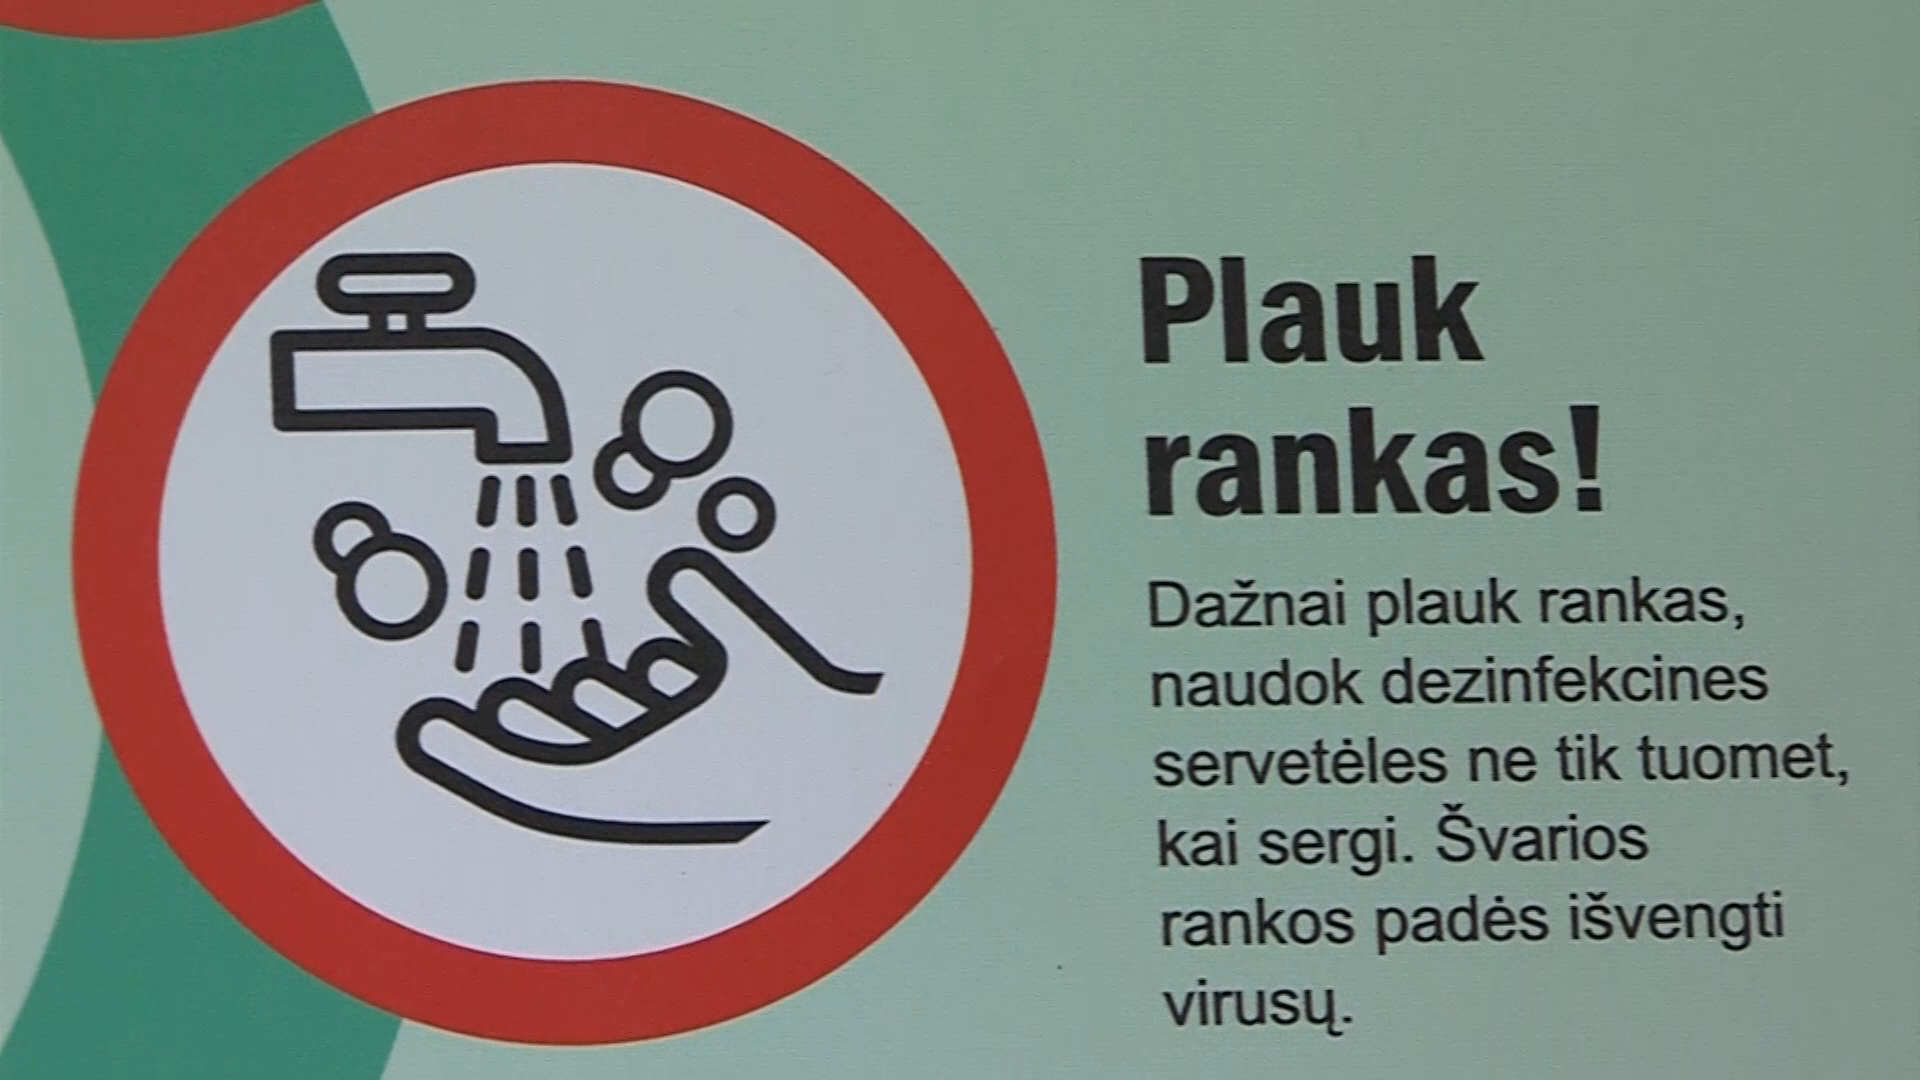 Plauk
rankas!
Dažnai plauk rankas,
naudok dezinfekcines
servetėles ne tik tuomet,
kai sergi. Švarios
rankos padės išvengti
virusų.